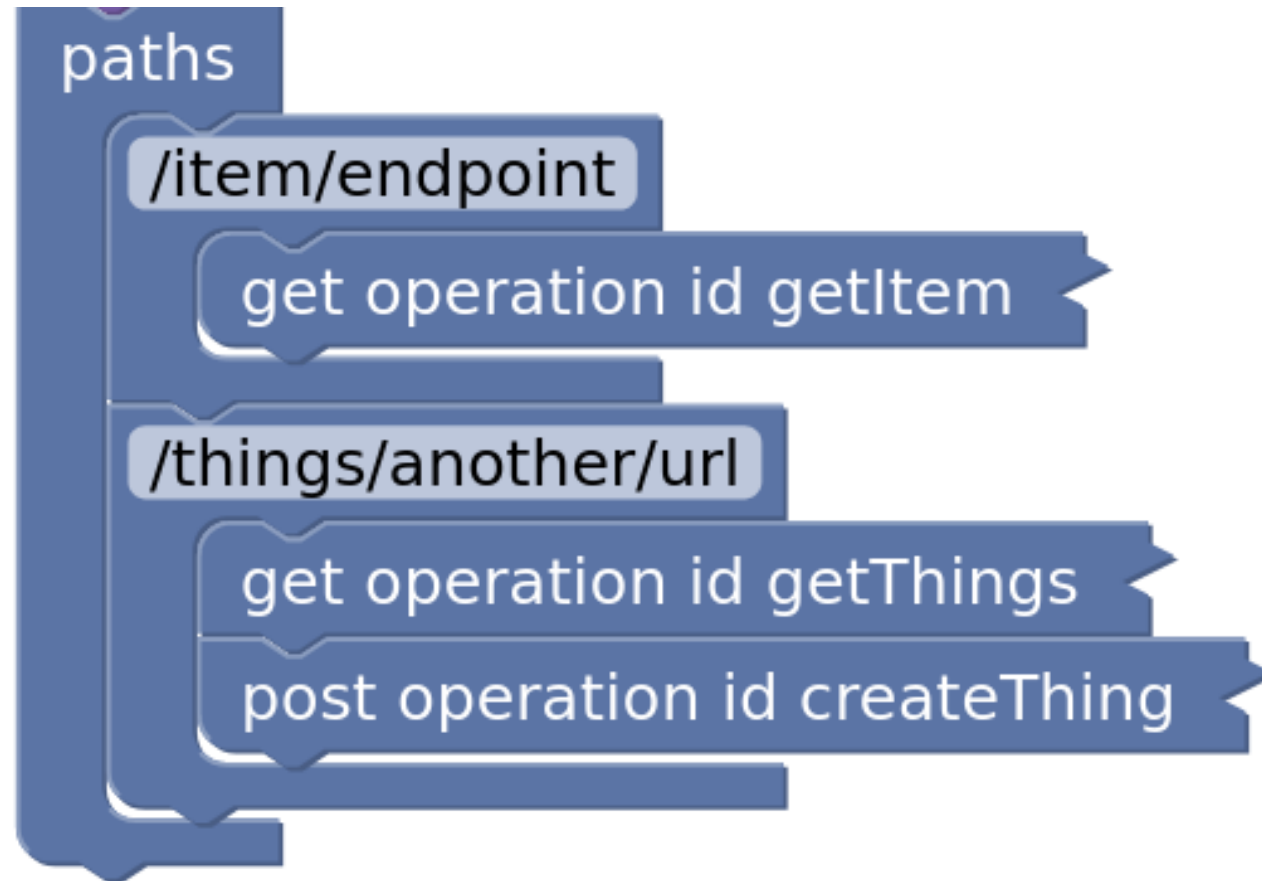 paths
/item/endpoint
get operation id getItem
/things/another/url
get operation id getThings
post operation id createThing